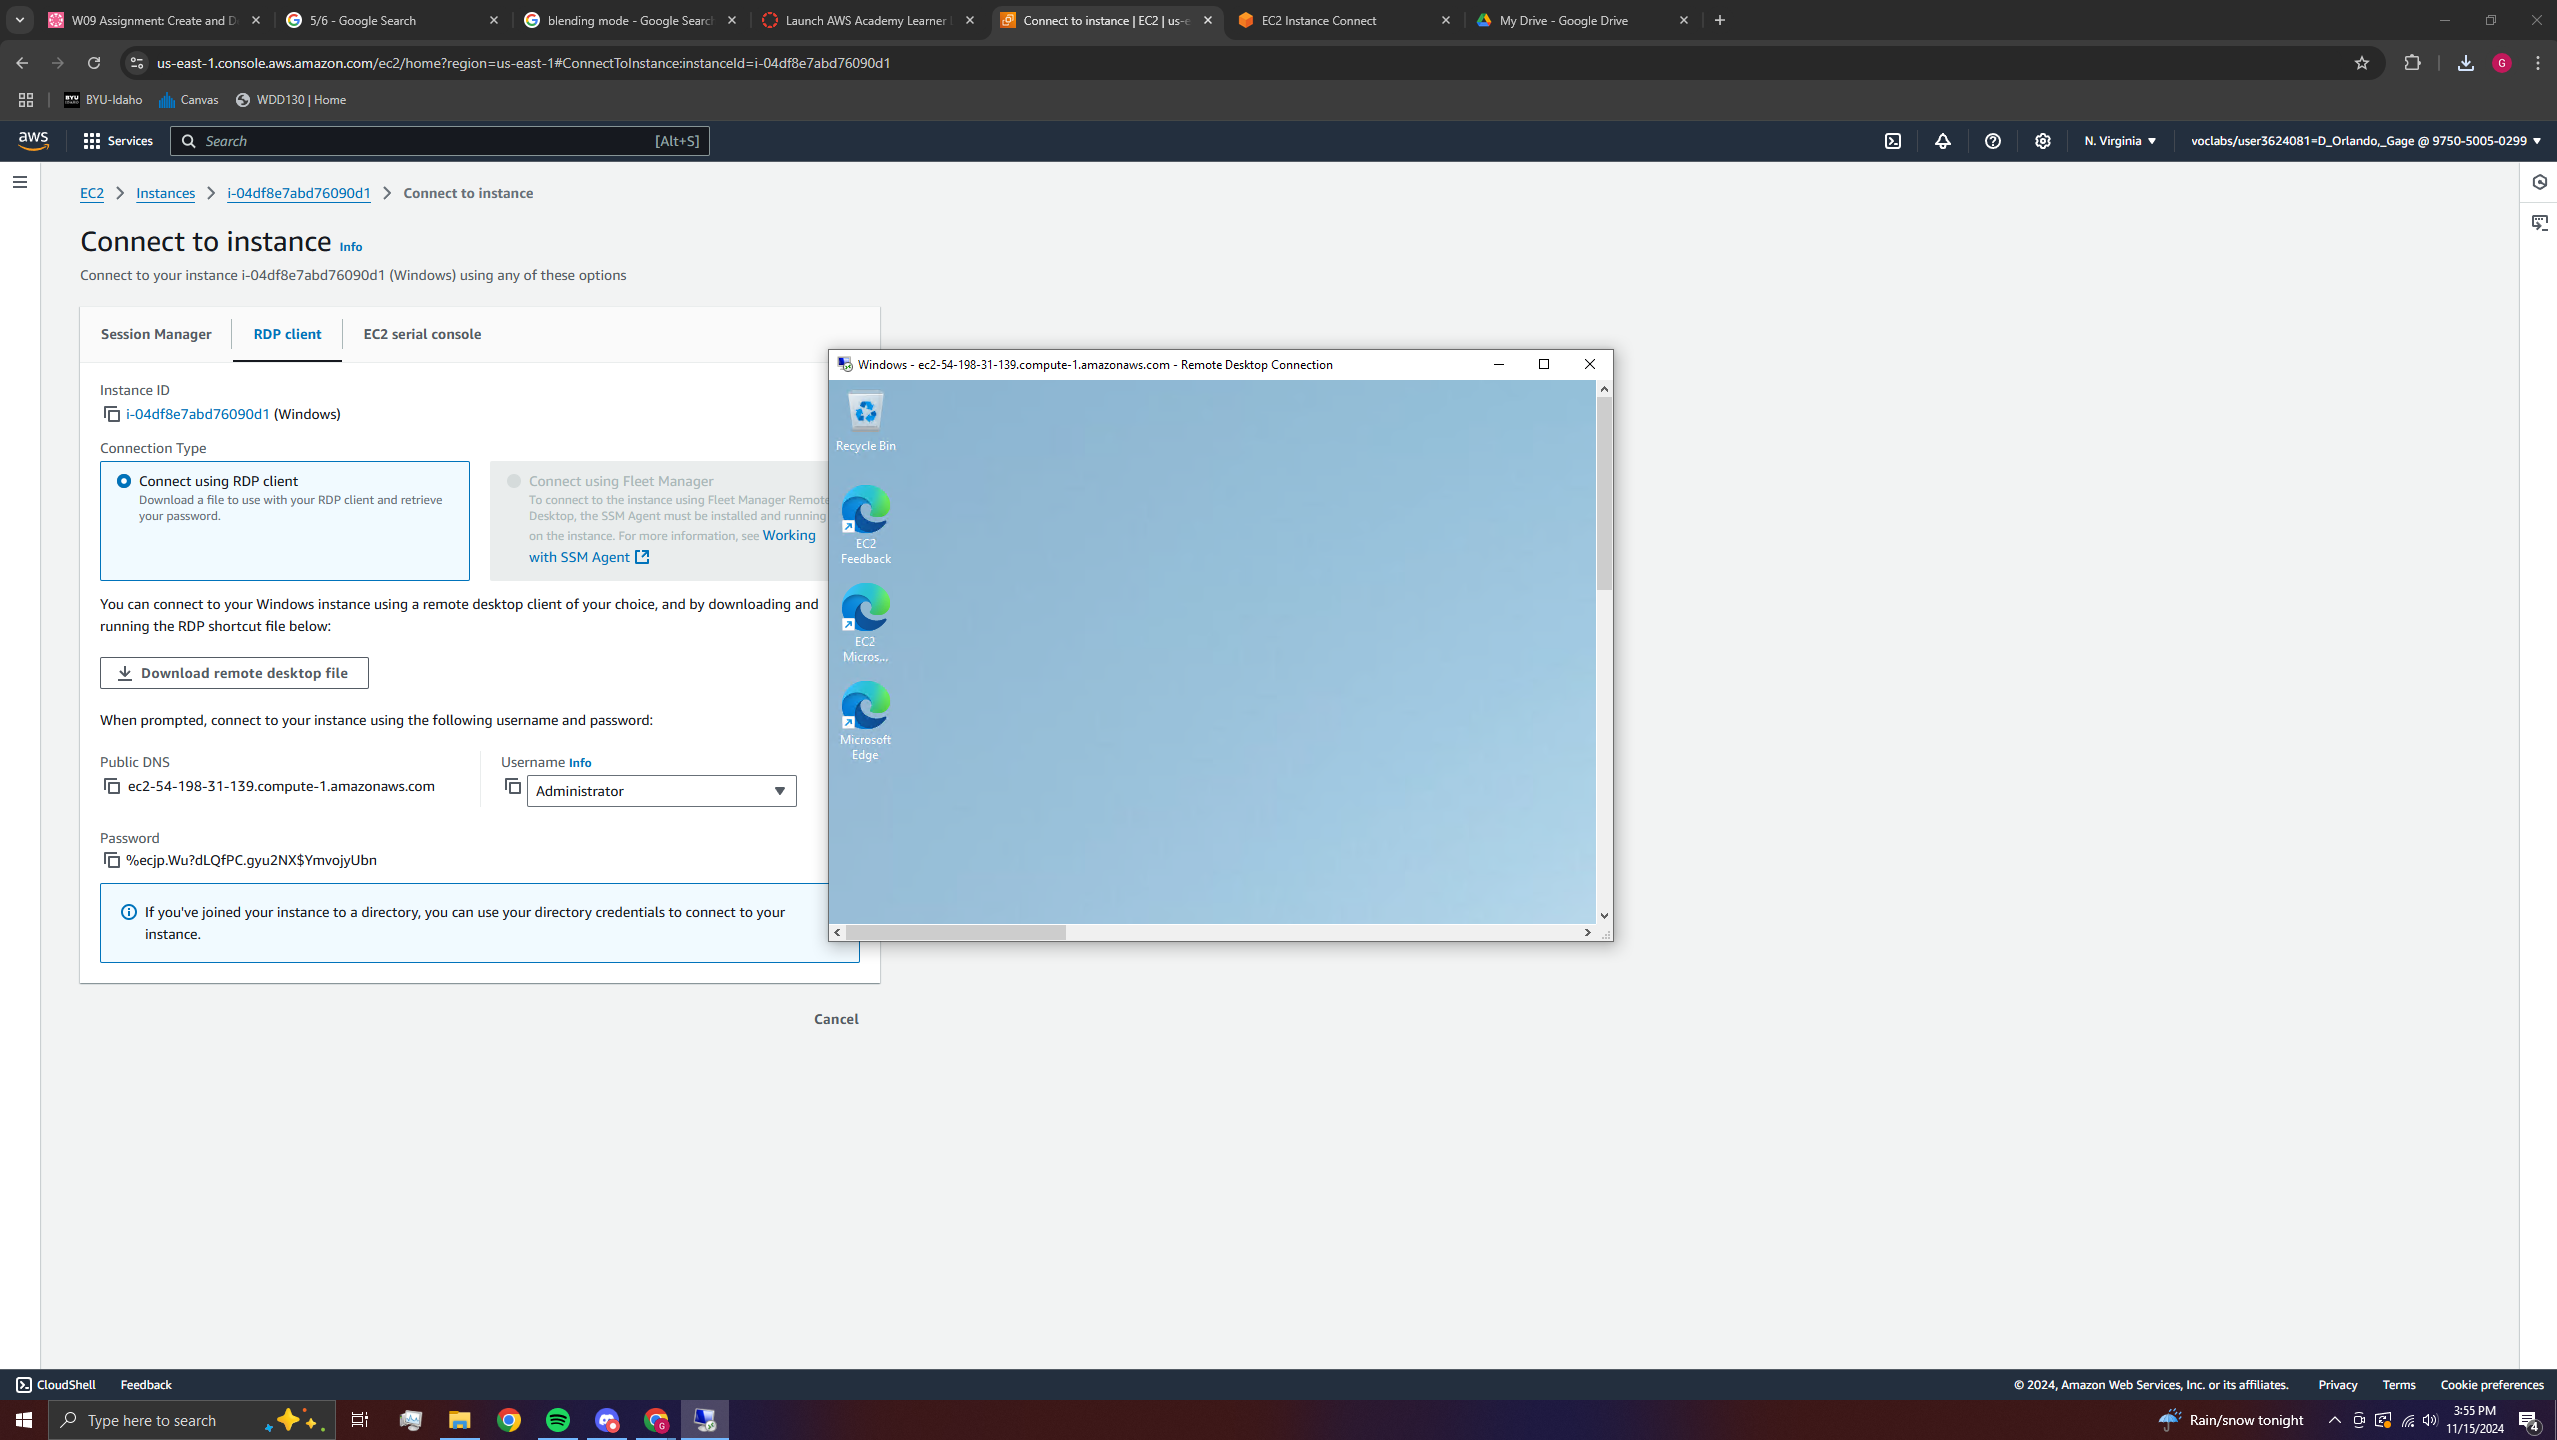 W09 Assignment: Create and D
5/6 - Google Search
blending mode - Google Search
Launch AWS Academy Learner L
Connect to instance | EC2 | us-e
EC2 Instance Connect
My Drive - Google Drive
us-east-1.console.aws.amazon.com/ec2/home?region=us-east-1#ConnectToInstance:instanceId=i-04df8e7abd76090d1
G
BYU-Idaho
Canvas
WDD130 | Home
aws
Services
Search
[Alt+S]
N. Virginia
voclabs/user3624081=D_Orlando,_Gage @ 9750-5005-0299
EC2
Instances
i-04df8e7abd76090d1
Connect to instance
Connect to instance Info
Connect to your instance i-04df8e7abd76090d1 (Windows) using any of these options
Session Manager
RDP client
EC2 serial console
Instance ID
i-04df8e7abd76090d1 (Windows)
Connection Type
Connect using RDP client
Download a file to use with your RDP client and retrieve
your password.
Connect using Fleet Manager
To connect to the instance using Fleet Manager Remote
Desktop, the SSM Agent must be installed and running
on the instance. For more information, see Working
with SSM Agent
You can connect to your Windows instance using a remote desktop client of your choice, and by downloading and
running the RDP shortcut file below:
Download remote desktop file
When prompted, connect to your instance using the following username and password:
Public DNS
ec2-54-198-31-139.compute-1.amazonaws.com
Username Info
Administrator
Password
%ecjp.Wu?dLQfPC.gyu2NX$YmvojyUbn
If you've joined your instance to a directory, you can use your directory credentials to connect to your
instance.
Cancel
Windows - ec2-54-198-31-139.compute-1.amazonaws.com - Remote Desktop Connection
Recycle Bin
EC2
Feedback
EC2
Micros...
Microsoft
Edge
CloudShell
Feedback
© 2024, Amazon Web Services, Inc. or its affiliates.
Privacy
Terms
Cookie preferences
Type here to search
G
Rain/snow tonight
3:55 PM
11/15/2024
4